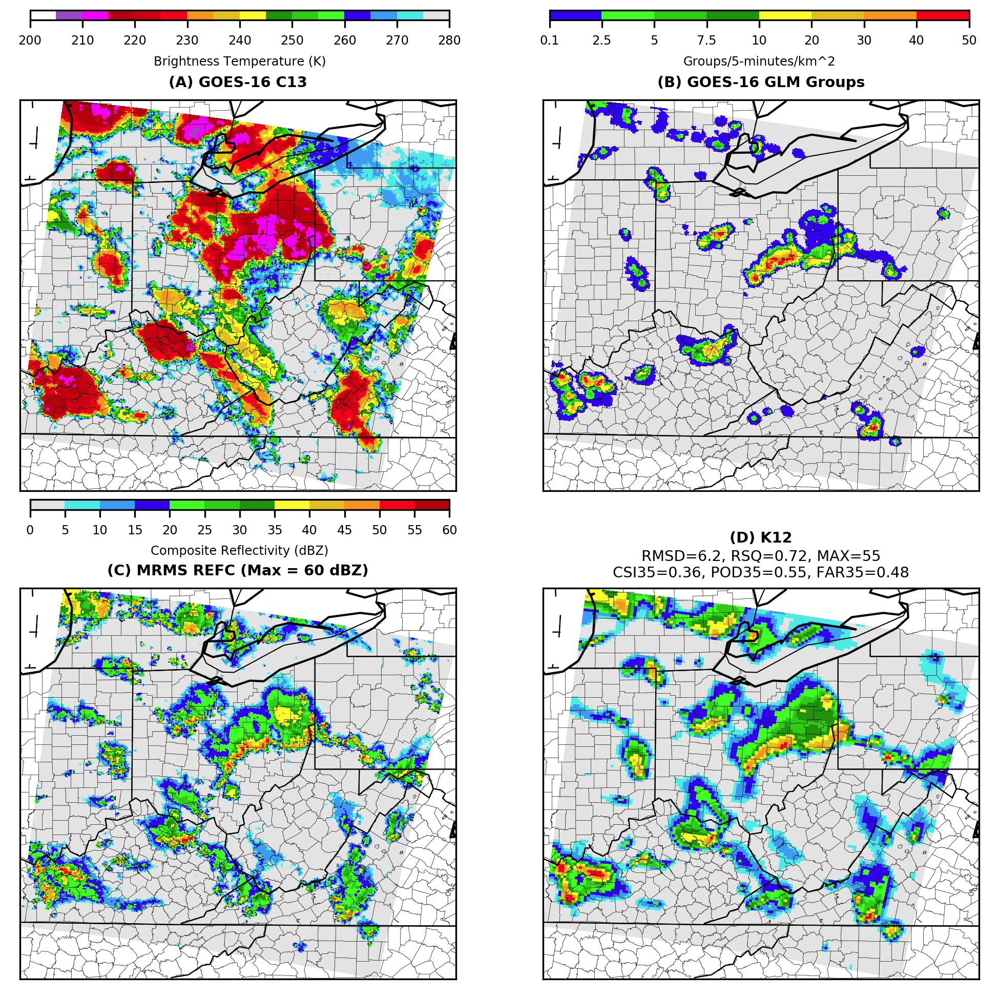 200 210 220 230 240 250 260 270 280
Brightness Temperature (K)
(A) GOES-16 C13
0.1 2.5 5 7.5 10 20 30 40 50
Groups/5-minutes/km^2
(B) GOES-16 GLM Groups
0 5 10 15 20 25 30 35 40 45 50 55 60
Composite Reflectivity (dBZ)
(C) MRMS REFC (Max = 60 dBZ)
(D) K12
RMSD=6.2, RSQ=0.72, MAX=55
CSI35=0.36, POD35=0.55, FAR35=0.48